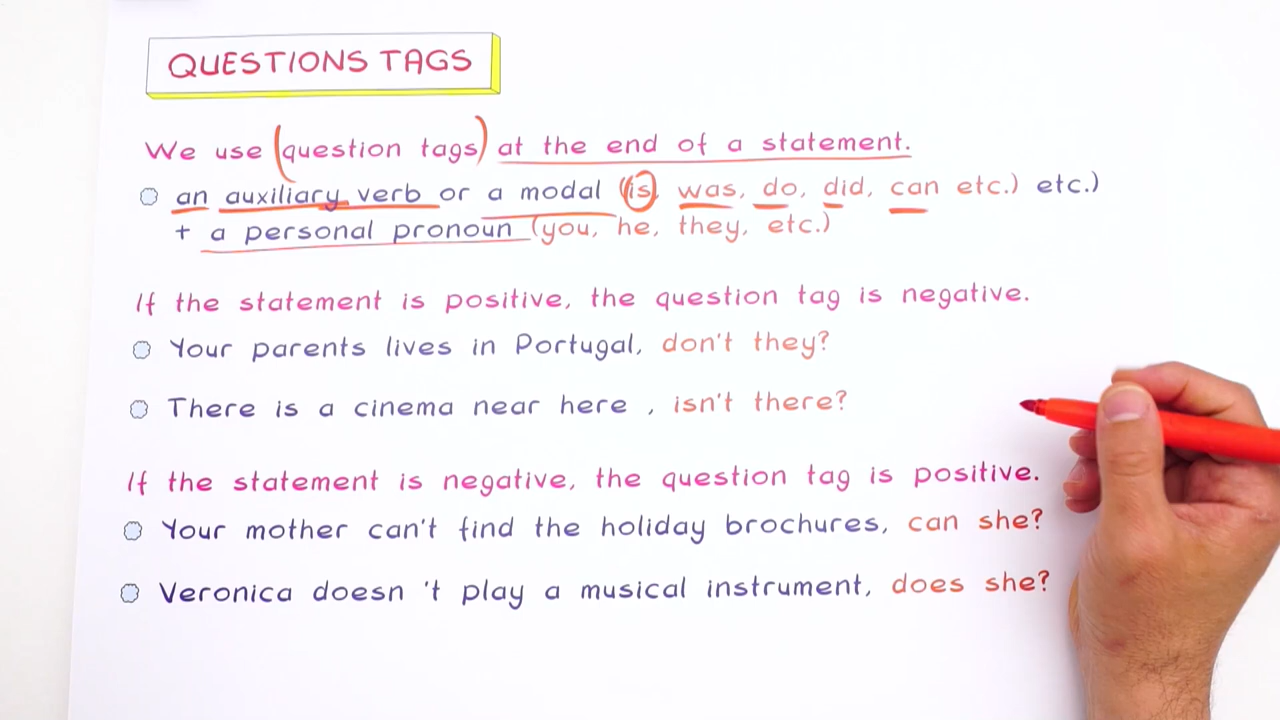 QUESTIONS TAGS
We use (question tags) at the end of a statement.
an auxiliary verb or a modal (is, was, do, did, can etc.) etc.)
+ a personal pronoun (you, he, they, etc.)
If the statement is positive, the question tag is negative.
Your parents lives in Portugal, don't they?
There is a cinema near here , isn't there?
If the statement is negative, the question tag is positive.
Your mother can't find the holiday brochures, can she?
Veronica doesn 't play a musical instrument, does she?